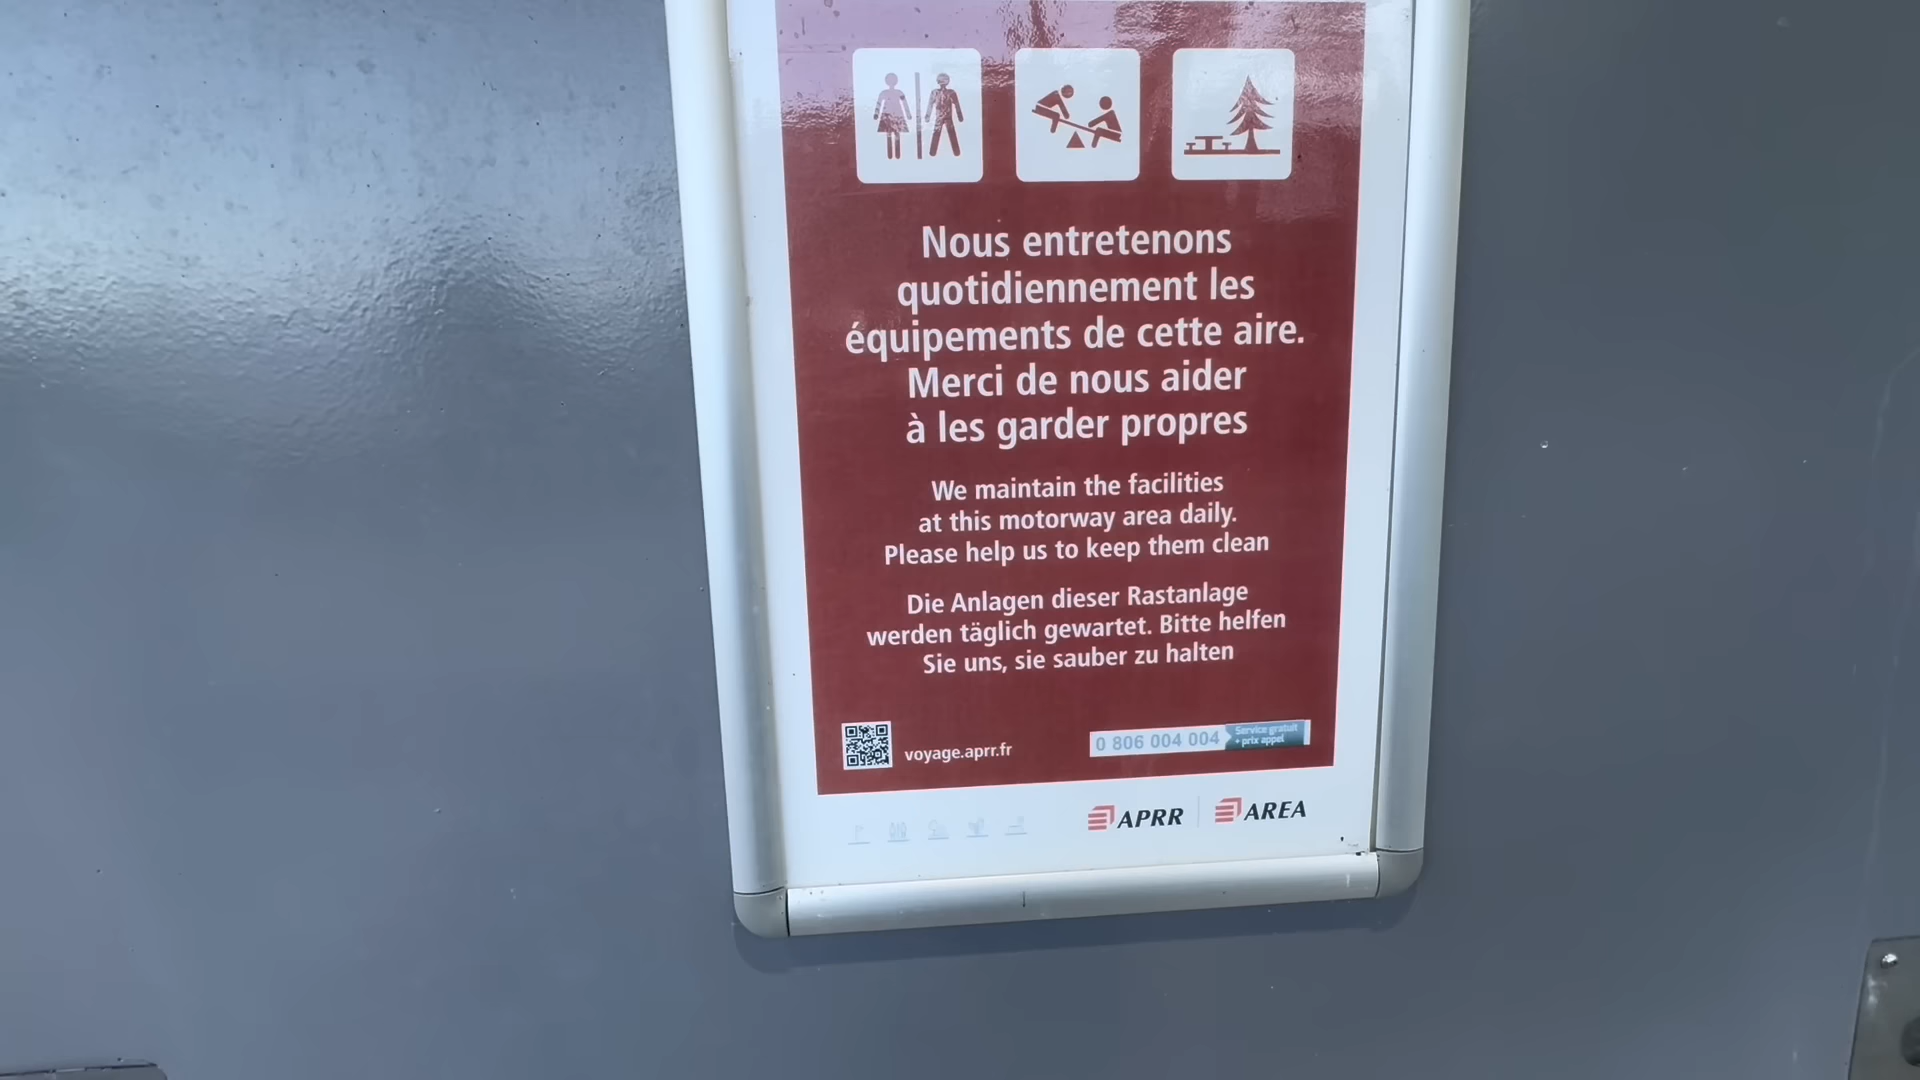 Nous entretenons
quotidiennement les
équipements de cette aire.
Merci de nous aider
à les garder propres
We maintain the facilities
at this motorway area daily.
Please help us to keep them clean
Die Anlagen dieser Rastanlage
werden täglich gewartet. Bitte helfen
Sie uns, sie sauber zu halten
voyage.aprr.fr
0 806 004 004
Service gratuit
+ prix appel
APRR
AREA